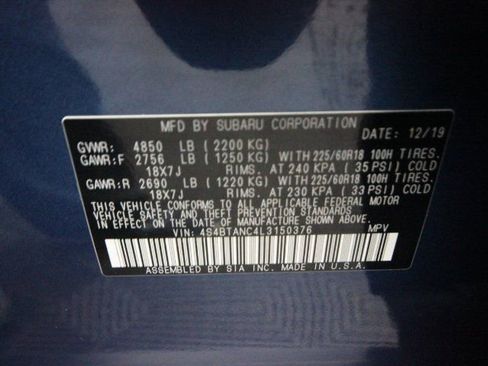 MFD BY SUBARU CORPORATION DATE: 12/19
GVWR: 4850 LB (2200 KG)
GAWR:F 2756 LB (1250 KG) WITH 225/60R18 100H TIRES.
18X7J RIMS. AT 240 KPA (35 PSI) COLD
GAWR:R 2690 LB (1220 KG) WITH 225/60R18 100H TIRES.
18X7J RIMS. AT 230 KPA (33 PSI) COLD
THIS VEHICLE CONFORMS TO ALL APPLICABLE FEDERAL MOTOR
VEHICLE SAFETY AND THEFT PREVENTION STANDARDS
IN EFFECT ON THE DATE OF MANUFACTURE SHOWN ABOVE.
VIN: 4S4BTANC4L3150376 MPV
ASSEMBLED BY SIA INC. MADE IN U.S.A.